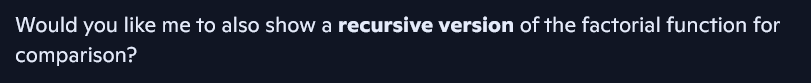 Would you like me to also show a recursive version of the factorial function for
comparison?